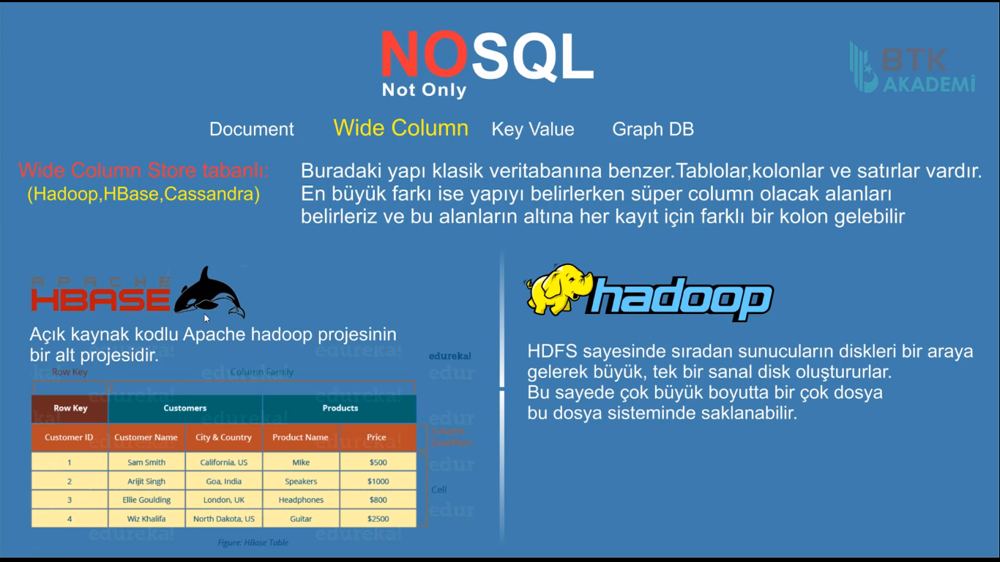 NOSQL
Not Only
BTK
AKADEMİ
Document Wide Column Key Value Graph DB
Wide Column Store tabanlı:
(Hadoop,HBase,Cassandra)
Buradaki yapı klasik veritabanına benzer.Tablolar,kolonlar ve satırlar vardır.
En büyük farkı ise yapıyı belirlerken süper column olacak alanları
belirleriz ve bu alanların altına her kayıt için farklı bir kolon gelebilir
APACHE
HBASE
Açık kaynak kodlu Apache hadoop projesinin
bir alt projesidir.
edureka!
Row Key Column Family
Row Key Customers Products
Customer ID Customer Name City & Country Product Name Price
Column
Qualifiers
1 Sam Smith California, US MIke $500
2 Arijit Singh Goa, India Speakers $1000
3 Ellie Goulding London, UK Headphones $800
4 Wiz Khalifa North Dakota, US Guitar $2500
Cell
Figure: HBase Table
hadoop
HDFS sayesinde sıradan sunucuların diskleri bir araya
gelerek büyük, tek bir sanal disk oluştururlar.
Bu sayede çok büyük boyutta bir çok dosya
bu dosya sisteminde saklanabilir.